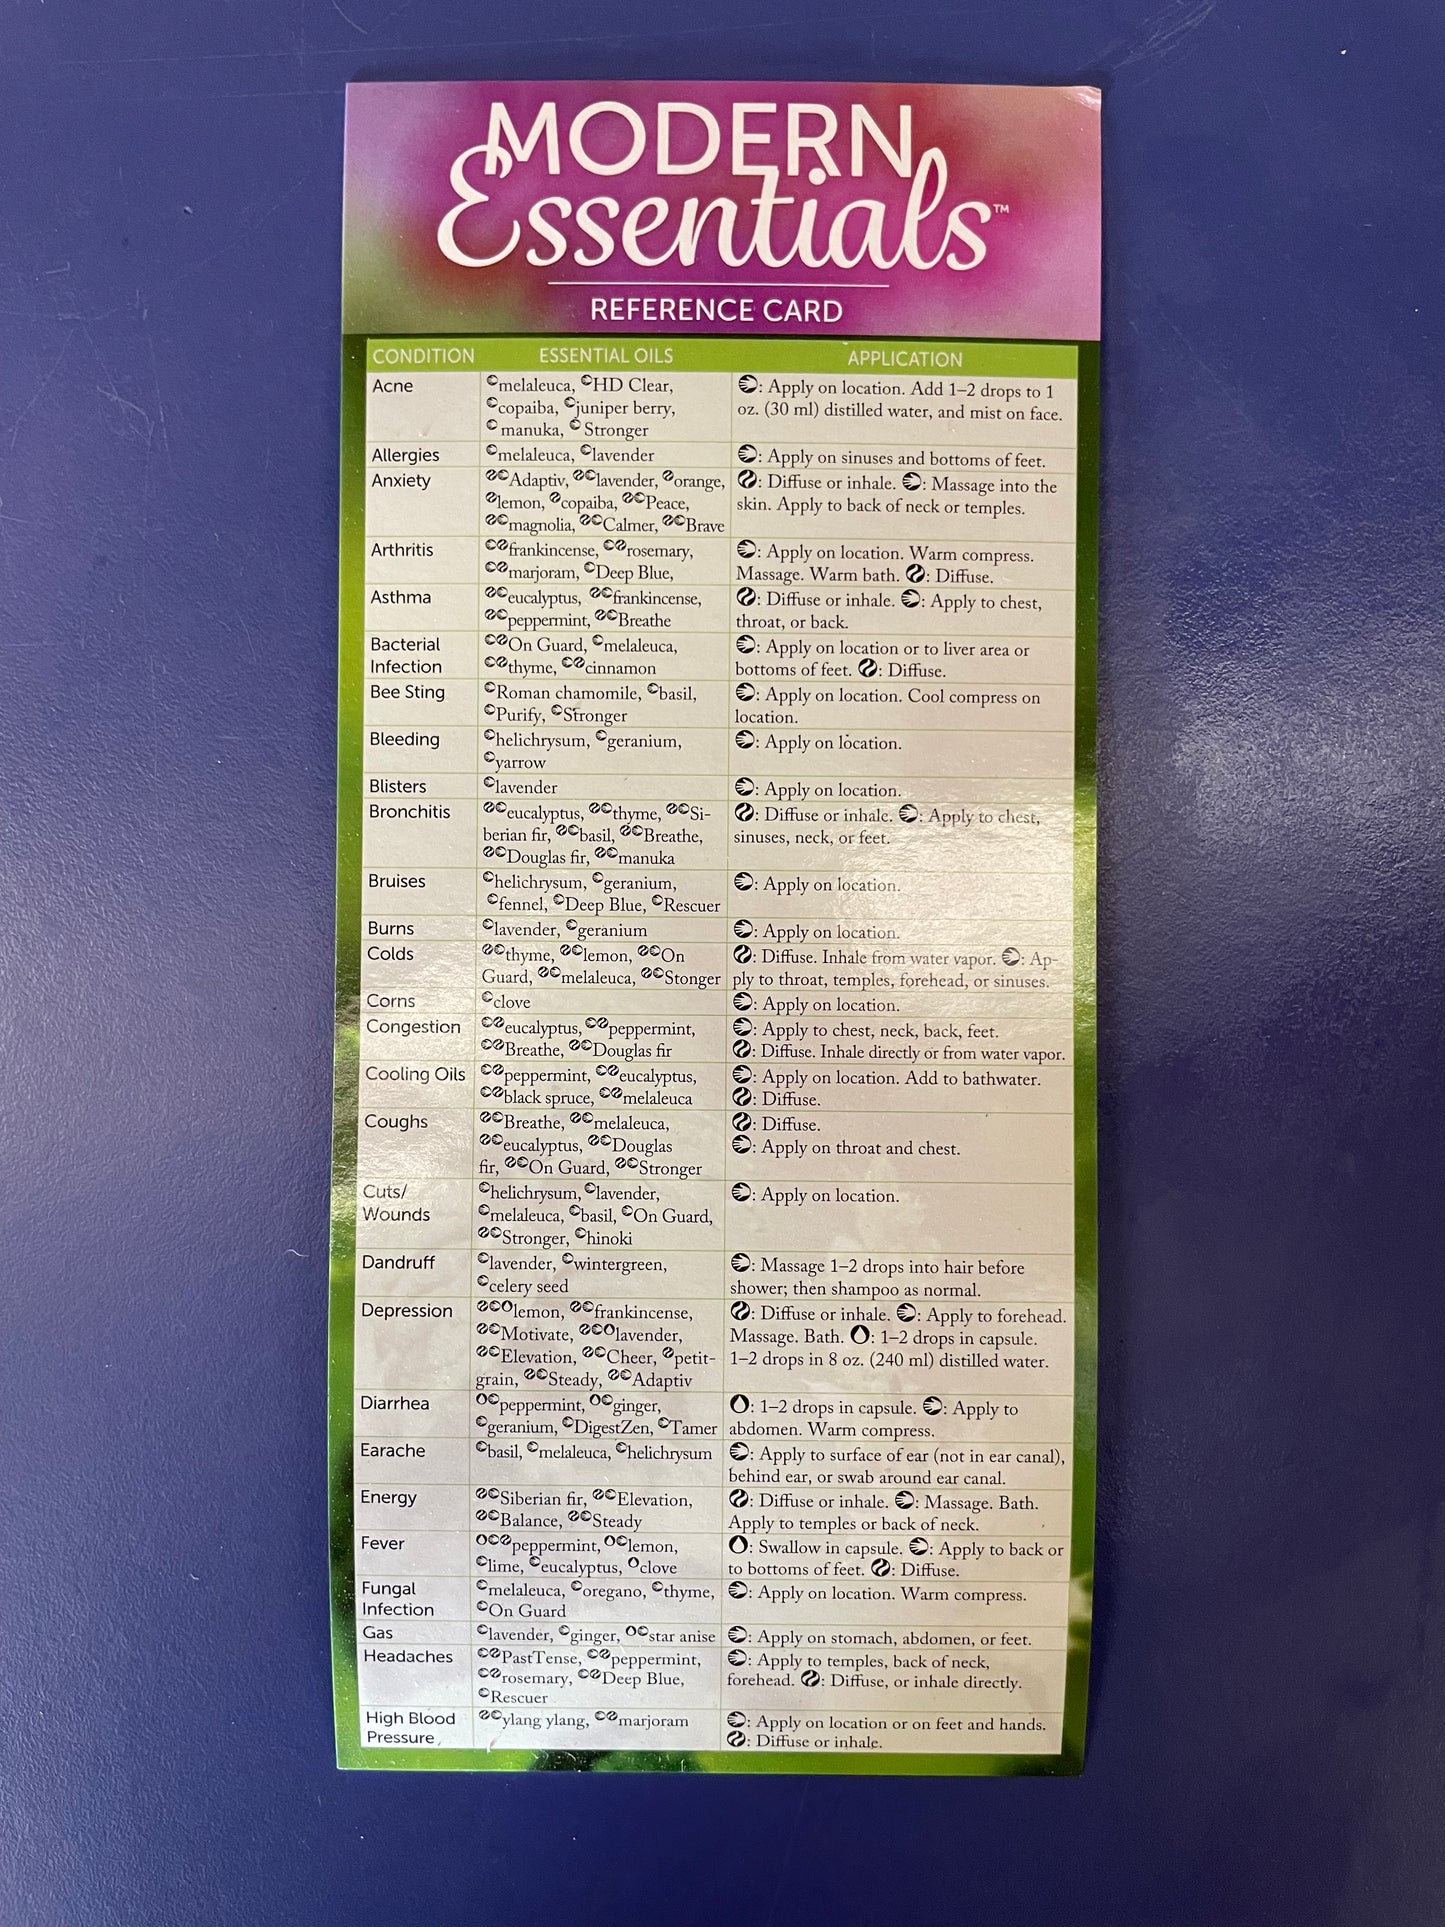 MODERN
Essentials™
REFERENCE CARD
CONDITION ESSENTIAL OILS APPLICATION
Acne
melaleuca, HD Clear,
copaiba, juniper berry,
manuka, Stronger
: Apply on location. Add 1–2 drops to 1
oz. (30 ml) distilled water, and mist on face.
Allergies
melaleuca, lavender
: Apply on sinuses and bottoms of feet.
Anxiety
Adaptiv, lavender, orange,
lemon, copaiba, Peace,
magnolia, Calmer, Brave
: Diffuse or inhale. : Massage into the
skin. Apply to back of neck or temples.
Arthritis
frankincense, rosemary,
marjoram, Deep Blue,
: Apply on location. Warm compress.
Massage. Warm bath. : Diffuse.
Asthma
eucalyptus, frankincense,
peppermint, Breathe
: Diffuse or inhale. : Apply to chest,
throat, or back.
Bacterial
Infection
On Guard, melaleuca,
thyme, cinnamon
: Apply on location or to liver area or
bottoms of feet. : Diffuse.
Bee Sting
Roman chamomile, basil,
Purify, Stronger
: Apply on location. Cool compress on
location.
Bleeding
helichrysum, geranium,
yarrow
: Apply on location.
Blisters
lavender
: Apply on location.
Bronchitis
eucalyptus, thyme, Si-
berian fir, basil, Breathe,
Douglas fir, manuka
: Diffuse or inhale. : Apply to chest,
sinuses, neck, or feet.
Bruises
helichrysum, geranium,
fennel, Deep Blue, Rescuer
: Apply on location.
Burns
lavender, geranium
: Apply on location.
Colds
thyme, lemon, On
Guard, melaleuca, Stonger
: Diffuse. Inhale from water vapor. : Ap-
ply to throat, temples, forehead, or sinuses.
Corns
clove
: Apply on location.
Congestion
eucalyptus, peppermint,
Breathe, Douglas fir
: Apply to chest, neck, back, feet.
: Diffuse. Inhale directly or from water vapor.
Cooling Oils
peppermint, eucalyptus,
black spruce, melaleuca
: Apply on location. Add to bathwater.
: Diffuse.
Coughs
Breathe, melaleuca,
eucalyptus, Douglas
fir, On Guard, Stronger
: Diffuse.
: Apply on throat and chest.
Cuts/
Wounds
helichrysum, lavender,
melaleuca, basil, On Guard,
Stronger, hinoki
: Apply on location.
Dandruff
lavender, wintergreen,
celery seed
: Massage 1–2 drops into hair before
shower; then shampoo as normal.
Depression
lemon, frankincense,
Motivate, lavender,
Elevation, Cheer, petit-
grain, Steady, Adaptiv
: Diffuse or inhale. : Apply to forehead.
Massage. Bath. : 1–2 drops in capsule.
1–2 drops in 8 oz. (240 ml) distilled water.
Diarrhea
peppermint, ginger,
geranium, DigestZen, Tamer
: 1–2 drops in capsule. : Apply to
abdomen. Warm compress.
Earache
basil, melaleuca, helichrysum
: Apply to surface of ear (not in ear canal),
behind ear, or swab around ear canal.
Energy
Siberian fir, Elevation,
Balance, Steady
: Diffuse or inhale. : Massage. Bath.
Apply to temples or back of neck.
Fever
peppermint, lemon,
lime, eucalyptus, clove
: Swallow in capsule. : Apply to back or
to bottoms of feet. : Diffuse.
Fungal
Infection
melaleuca, oregano, thyme,
On Guard
: Apply on location. Warm compress.
Gas
lavender, ginger, star anise
: Apply on stomach, abdomen, or feet.
Headaches
PastTense, peppermint,
rosemary, Deep Blue,
Rescuer
: Apply to temples, back of neck,
forehead. : Diffuse, or inhale directly.
High Blood
Pressure
ylang ylang, marjoram
: Apply on location or on feet and hands.
: Diffuse or inhale.